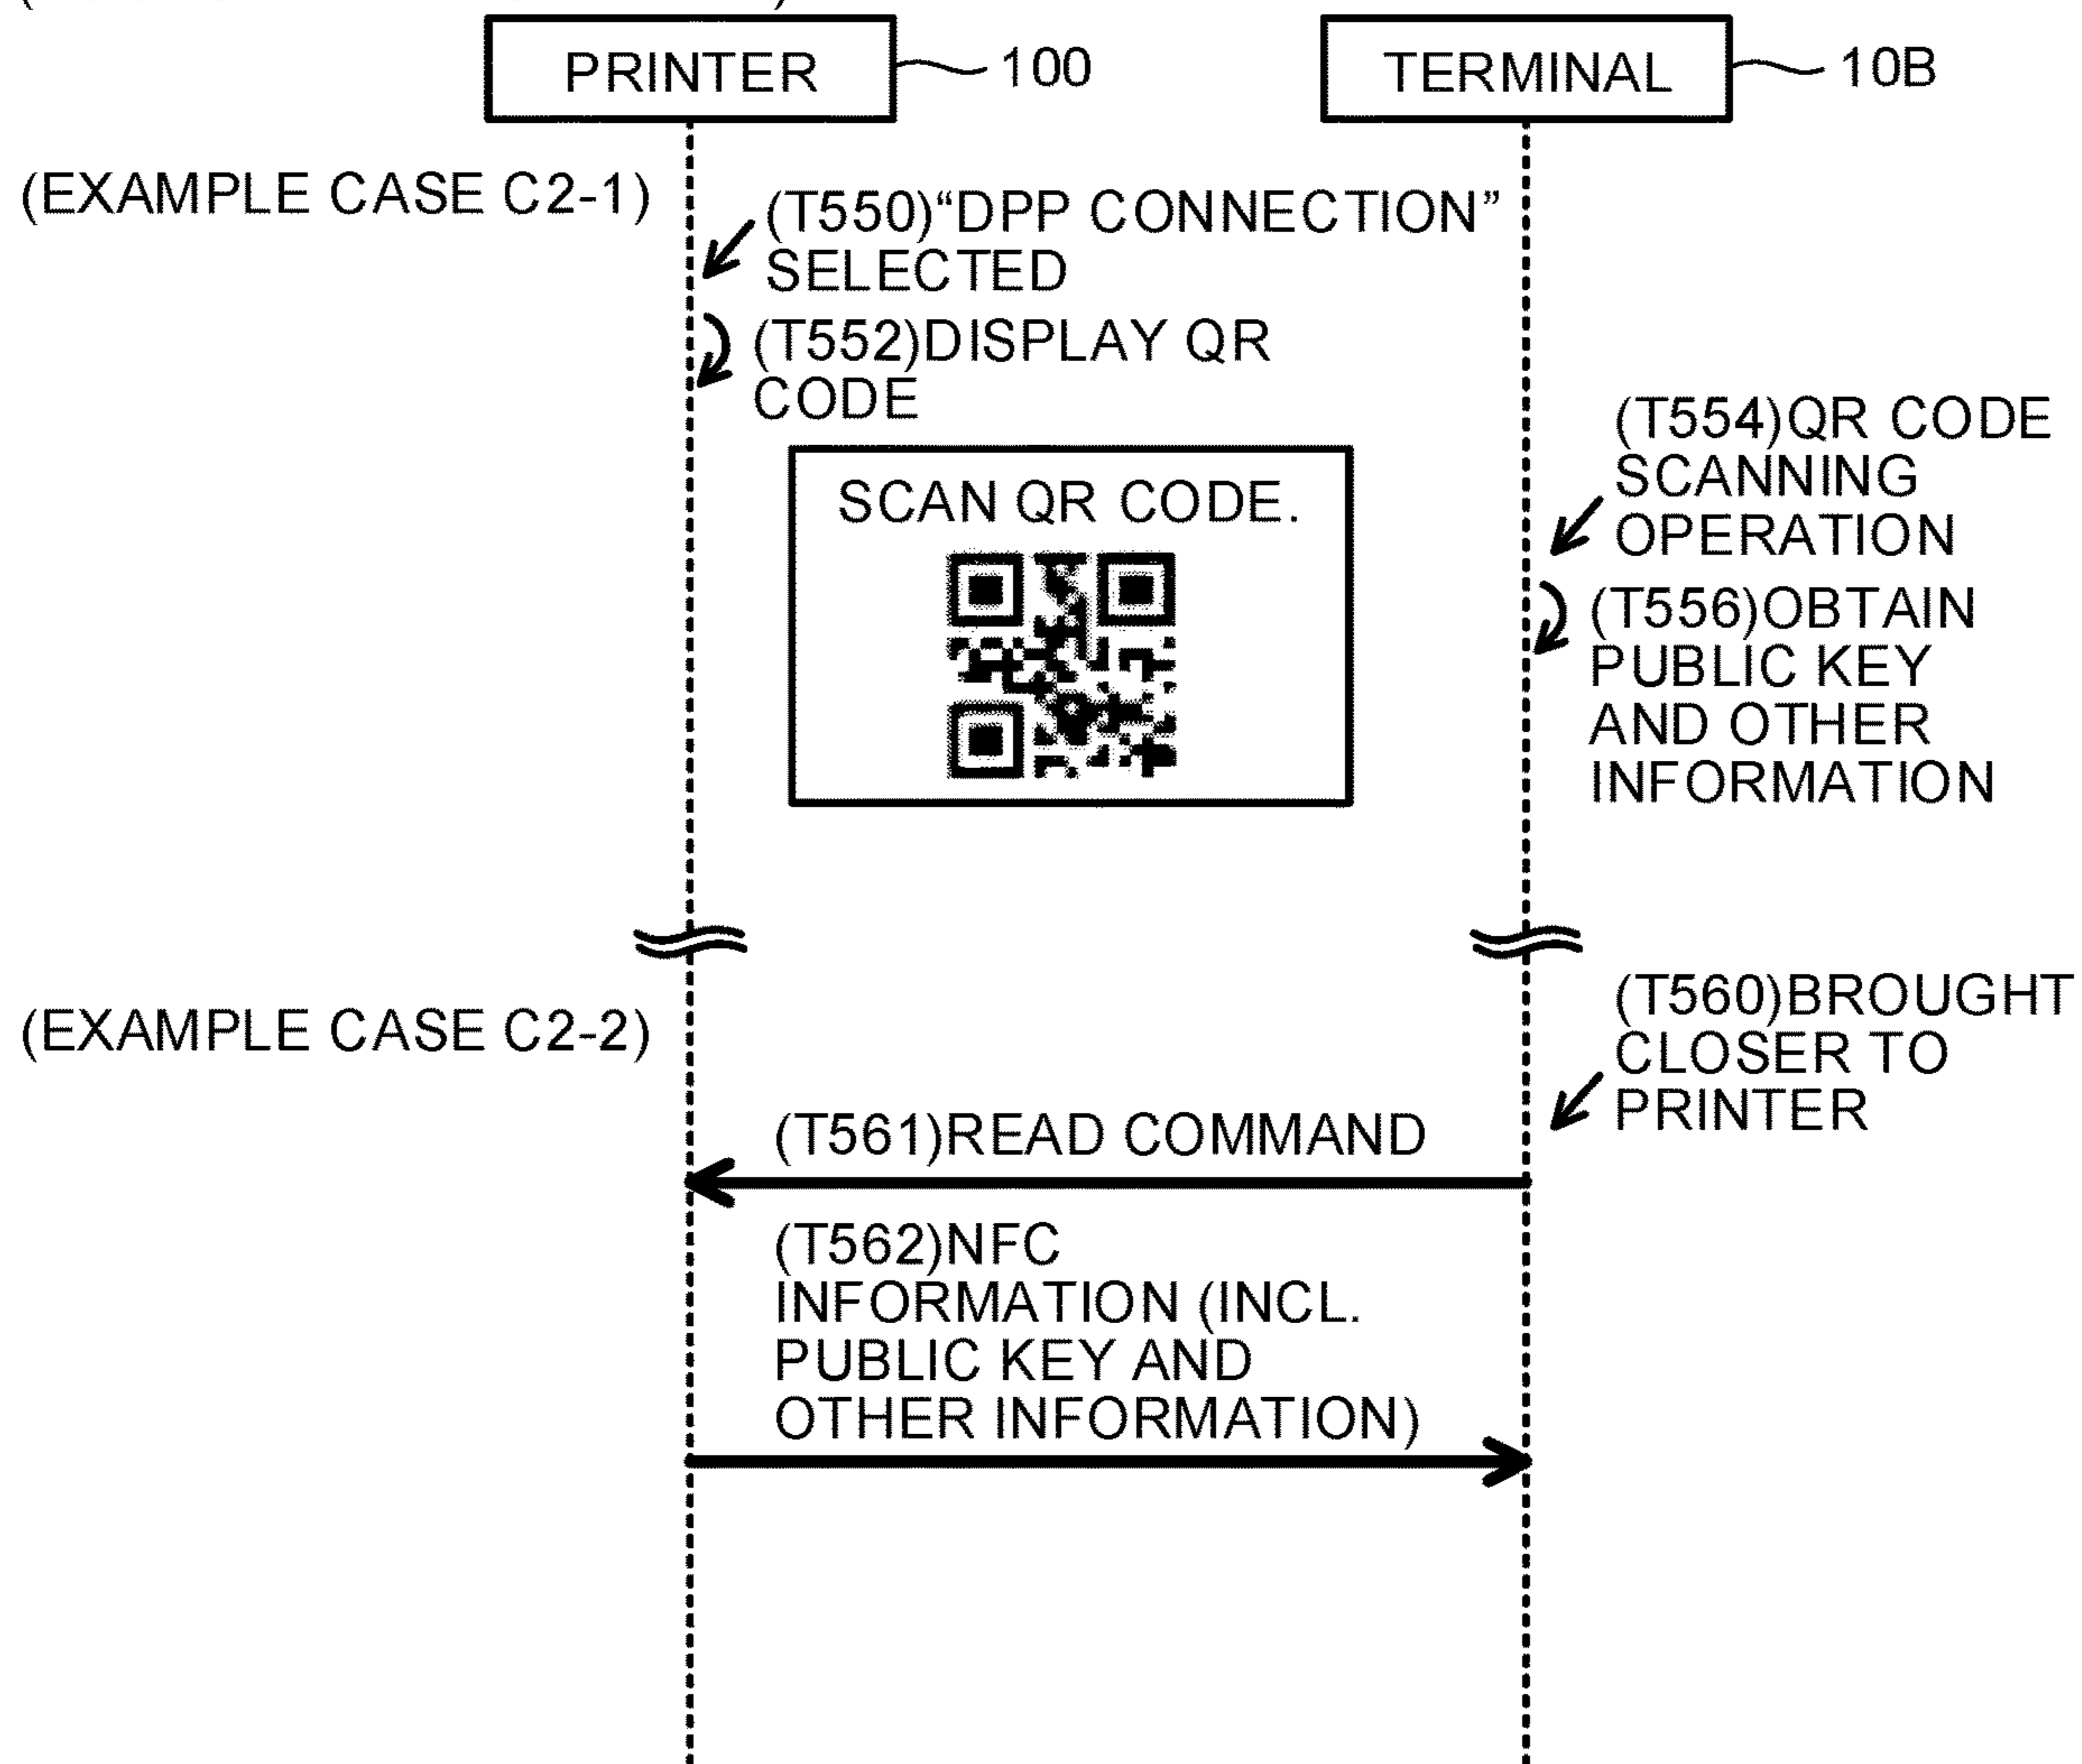 PRINTER
100
TERMINAL
10B
(EXAMPLE CASE C2-1)
(T550)“DPP CONNECTION”
SELECTED
(T552)DISPLAY QR
CODE
SCAN QR CODE.
(T554)QR CODE
SCANNING
OPERATION
(T556)OBTAIN
PUBLIC KEY
AND OTHER
INFORMATION
(EXAMPLE CASE C2-2)
(T560)BROUGHT
CLOSER TO
PRINTER
(T561)READ COMMAND
(T562)NFC
INFORMATION (INCL.
PUBLIC KEY AND
OTHER INFORMATION)